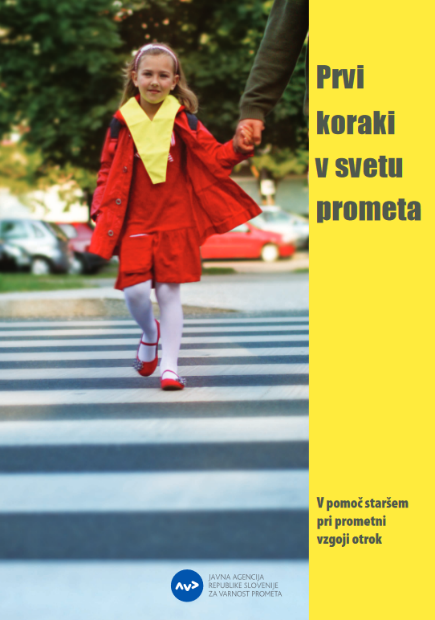 Prvi
koraki
v svetu
prometa
V pomoč staršem
pri prometni
vzgoji otrok
AVP
JAVNA AGENCIJA
REPUBLIKE SLOVENIJE
ZA VARNOST PROMETA